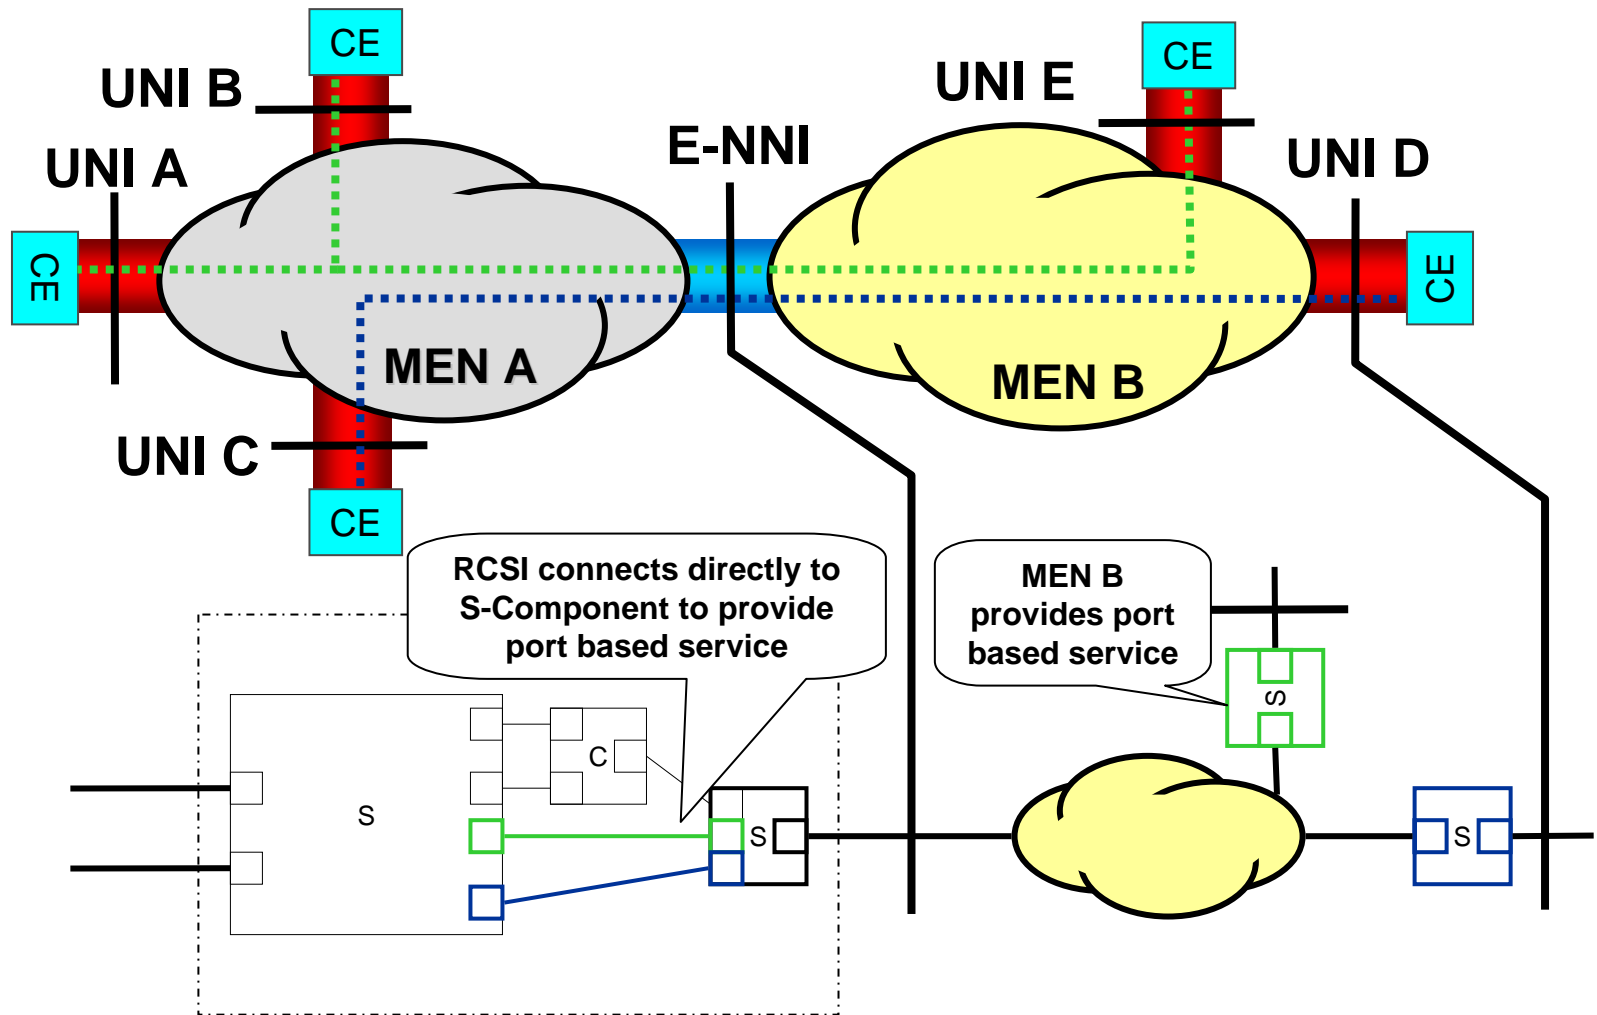 CE
CE
UNI B
UNI E
UNI A
E-NNI
UNI D
CE
CE
MEN A
MEN B
UNI C
CE
RCSI connects directly to
S-Component to provide
port based service
MEN B
provides port
based service
S
C
S
S
S